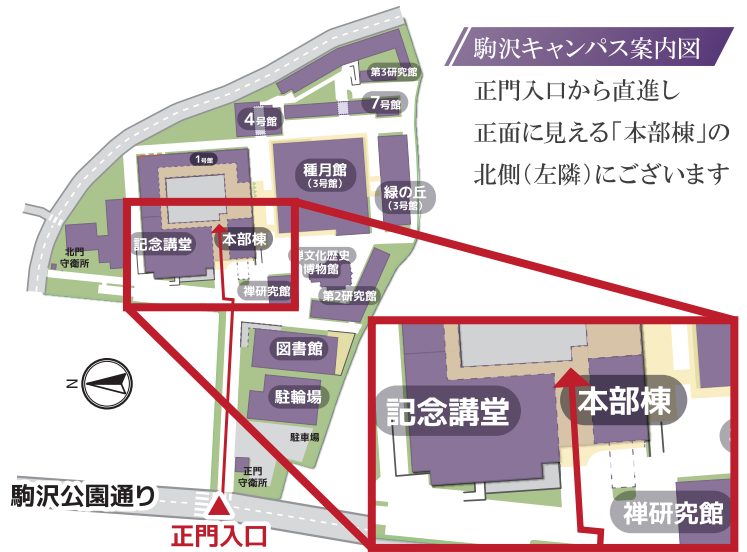 駒沢キャンパス案内図
正門入口から直進し
正面に見える「本部棟」の
北側(左隣)にございます
第3研究館
7号館
4号館
1号館
種月館
(3号館)
緑の丘
(3号館)
記念講堂
本部棟
北門
守衛所
禅文化歴史
博物館
禅研究館
第2研究館
図書館
N
駐輪場
駐車場
正門
守衛所
駒沢公園通り
正門入口
記念講堂
本部棟
禅研究館